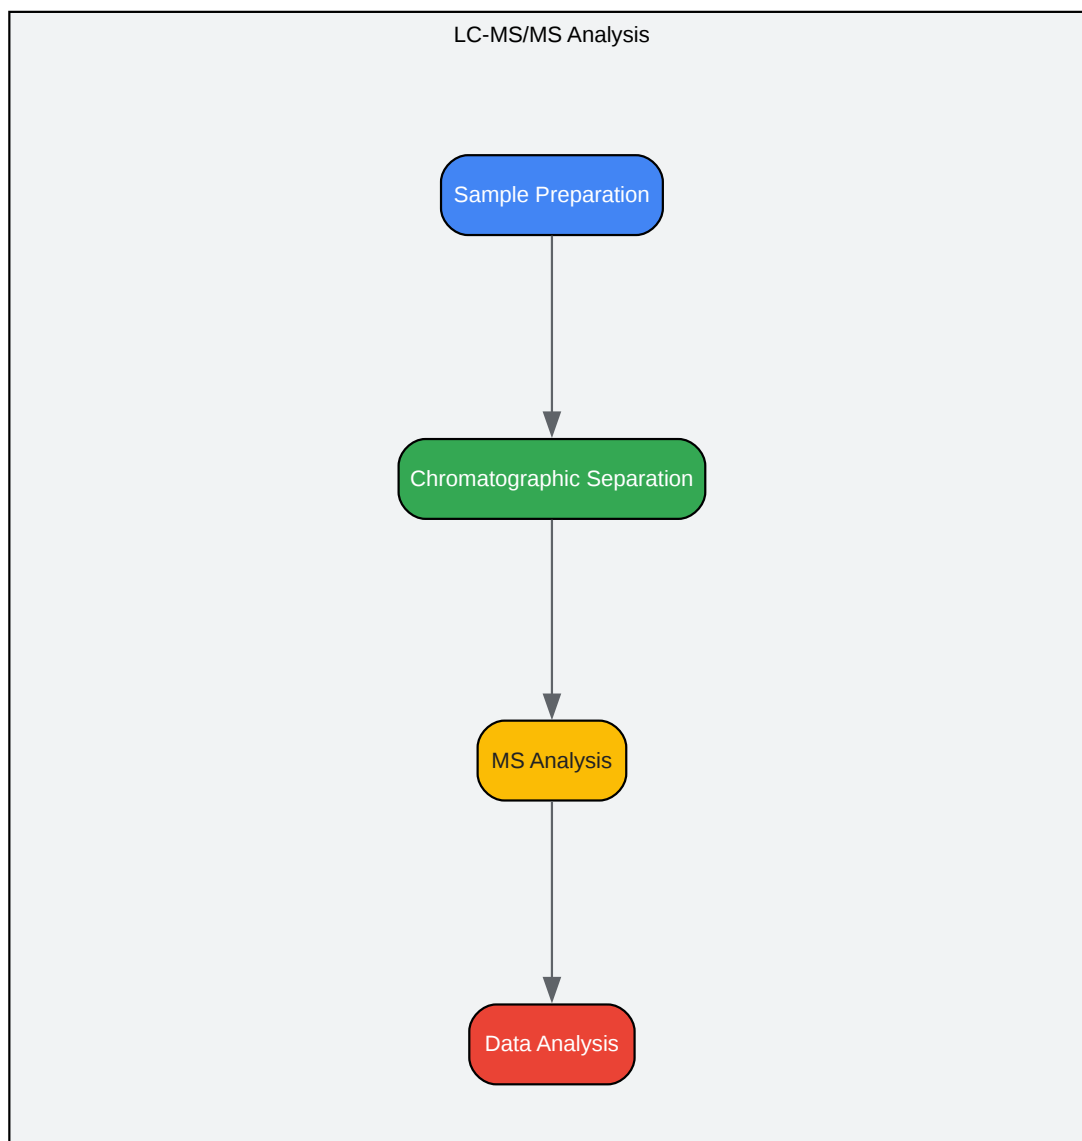 LC-MS/MS Analysis
Sample Preparation
Chromatographic Separation
MS Analysis
Data Analysis